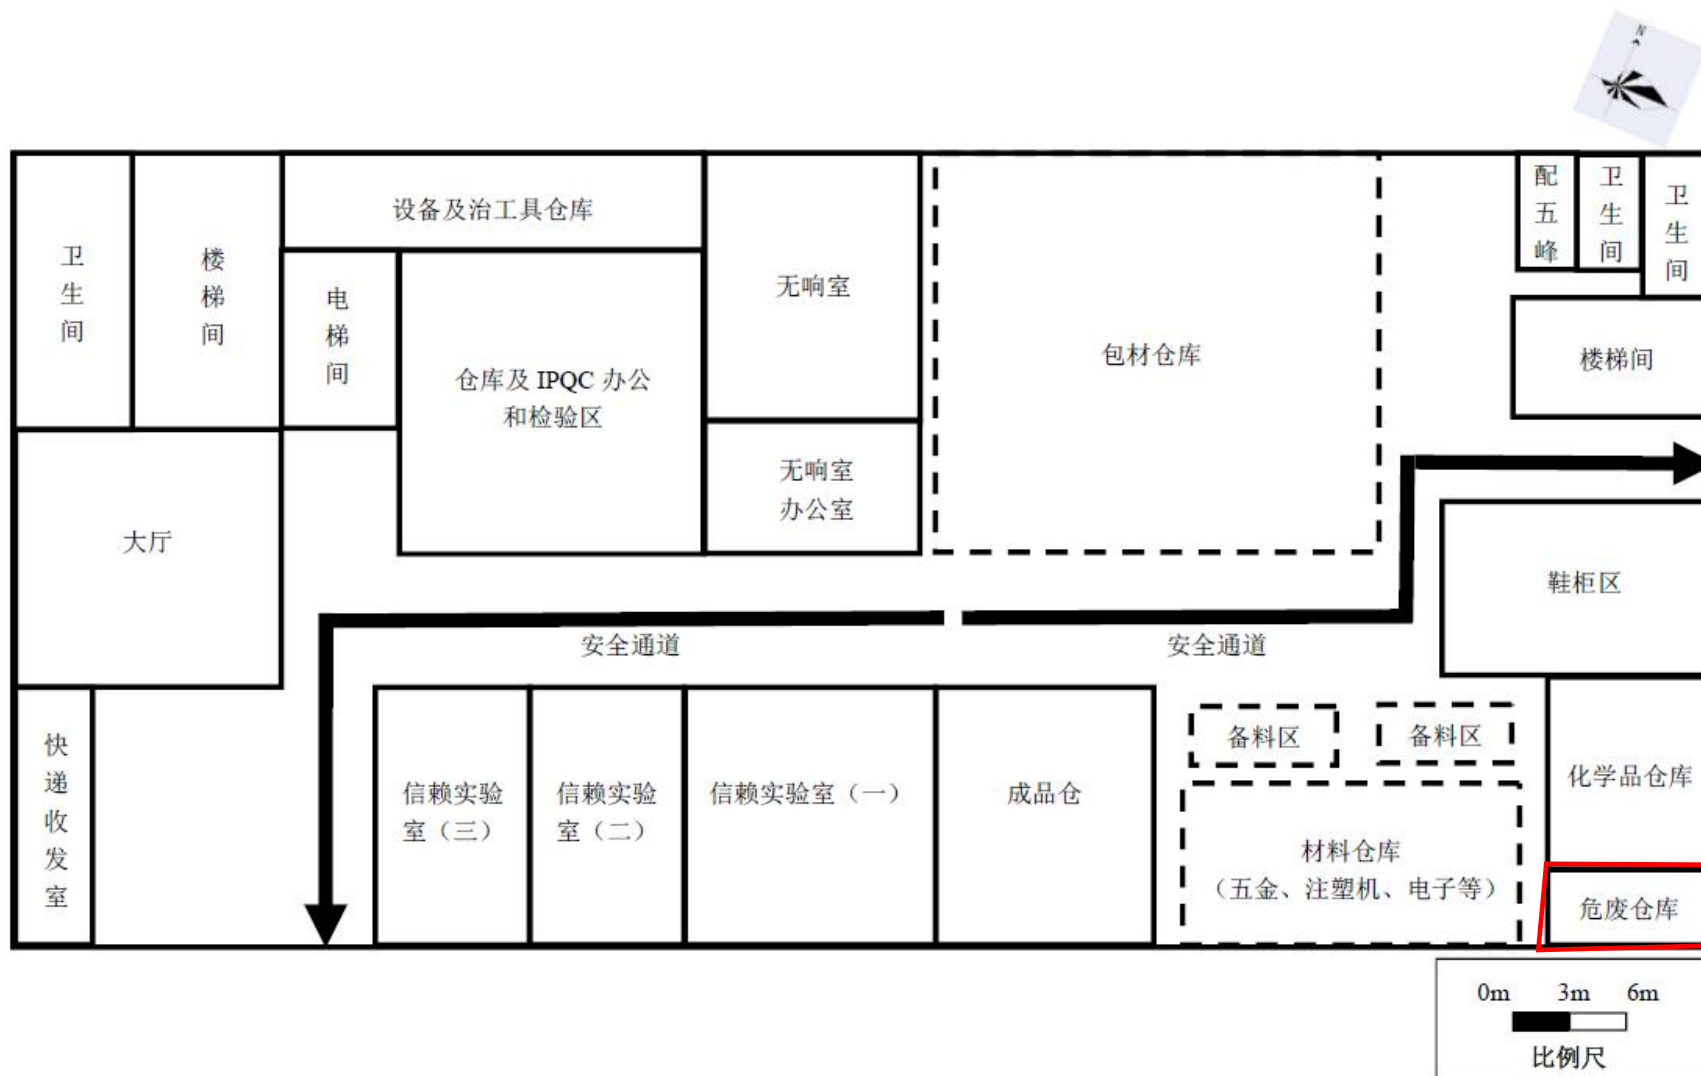 N
设备及治工具仓库
卫生间
楼梯间
电梯间
仓库及 IPQC 办公
和检验区
无响室
无响室
办公室
包材仓库
配五峰
卫生间
卫生间
楼梯间
大厅
鞋柜区
安全通道
安全通道
快递收发室
信赖实验
室（三）
信赖实验
室（二）
信赖实验室（一）
成品仓
备料区
备料区
材料仓库
（五金、注塑机、电子等）
化学品仓库
危废仓库
0m 3m 6m
比例尺